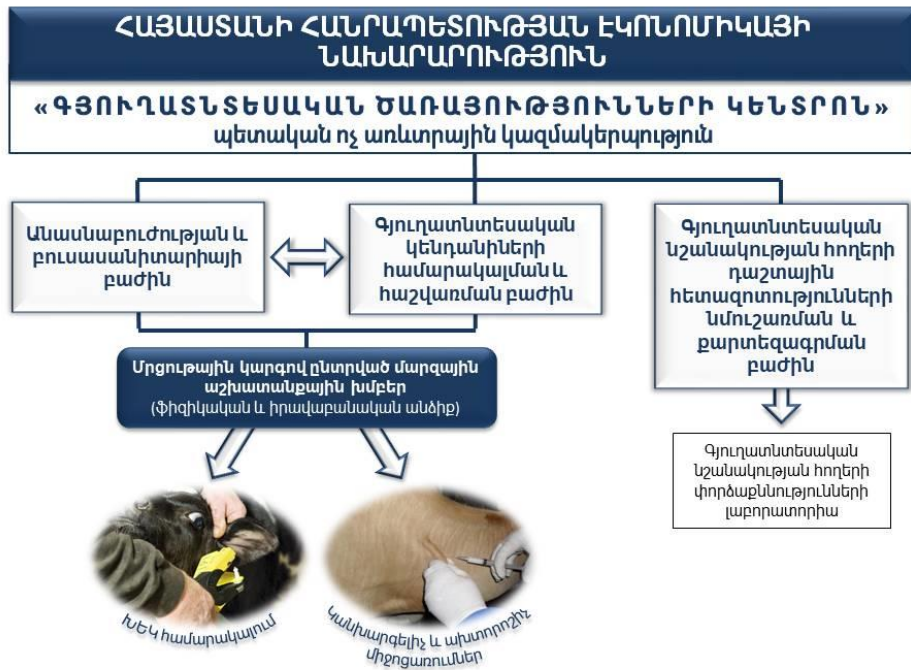 ՀԱՅԱՍՏԱՆԻ ՀԱՆՐԱՊԵՏՈՒԹՅԱՆ ԷԿՈՆՈՄԻԿԱՅԻ
ՆԱԽԱՐԱՐՈՒԹՅՈՒՆ
«ԳՅՈՒՂԱՏՆՏԵՍԱԿԱՆ ԾԱՌԱՅՈՒԹՅՈՒՆՆԵՐԻ ԿԵՆՏՐՈՆ»
պետական ոչ առևտրային կազմակերպություն
Անասնաբուժության և
բուսասանիտարիայի
բաժին
Գյուղատնտեսական
կենդանիների
համարակալման և
հաշվառման բաժին
Գյուղատնտեսական
նշանակության հողերի
դաշտային
հետազոտությունների
նմուշառման և
քարտեզագրման
բաժին
Մրցութային կարգով ընտրված մարզային
աշխատանքային խմբեր
(ֆիզիկական և իրավաբանական անձիք)
Գյուղատնտեսական
նշանակության հողերի
փորձաքննությունների
լաբորատորիա
ԽԵԿ համարակալում
Կանխարգելիչ և ախտորոշիչ
միջոցառումներ